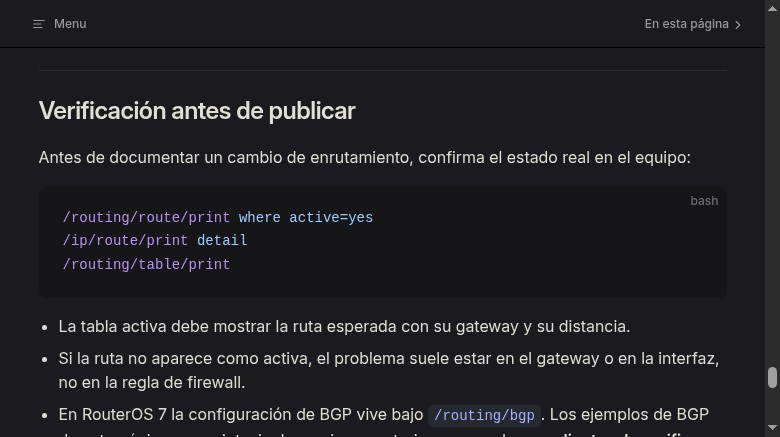 Menu
En esta página
Verificación antes de publicar
Antes de documentar un cambio de enrutamiento, confirma el estado real en el equipo:
bash
/routing/route/print where active=yes
/ip/route/print detail
/routing/table/print
La tabla activa debe mostrar la ruta esperada con su gateway y su distancia.
Si la ruta no aparece como activa, el problema suele estar en el gateway o en la interfaz,
no en la regla de firewall.
En RouterOS 7 la configuración de BGP vive bajo /routing/bgp. Los ejemplos de BGP